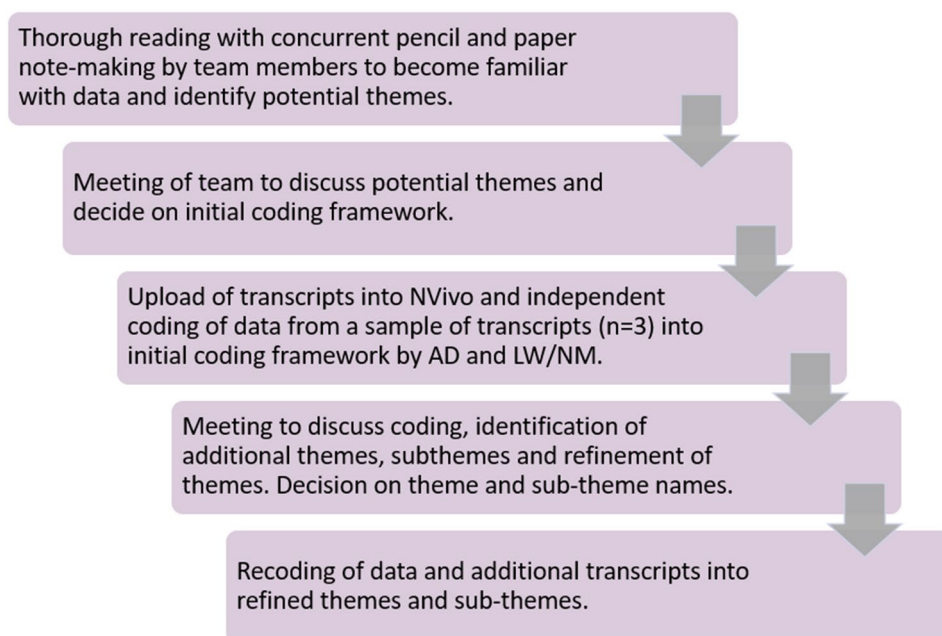 Thorough reading with concurrent pencil and paper
note-making by team members to become familiar
with data and identify potential themes.
Meeting of team to discuss potential themes and
decide on initial coding framework.
Upload of transcripts into NVivo and independent
coding of data from a sample of transcripts (n=3) into
initial coding framework by AD and LW/NM.
Meeting to discuss coding, identification of
additional themes, subthemes and refinement of
themes. Decision on theme and sub-theme names.
Recoding of data and additional transcripts into
refined themes and sub-themes.